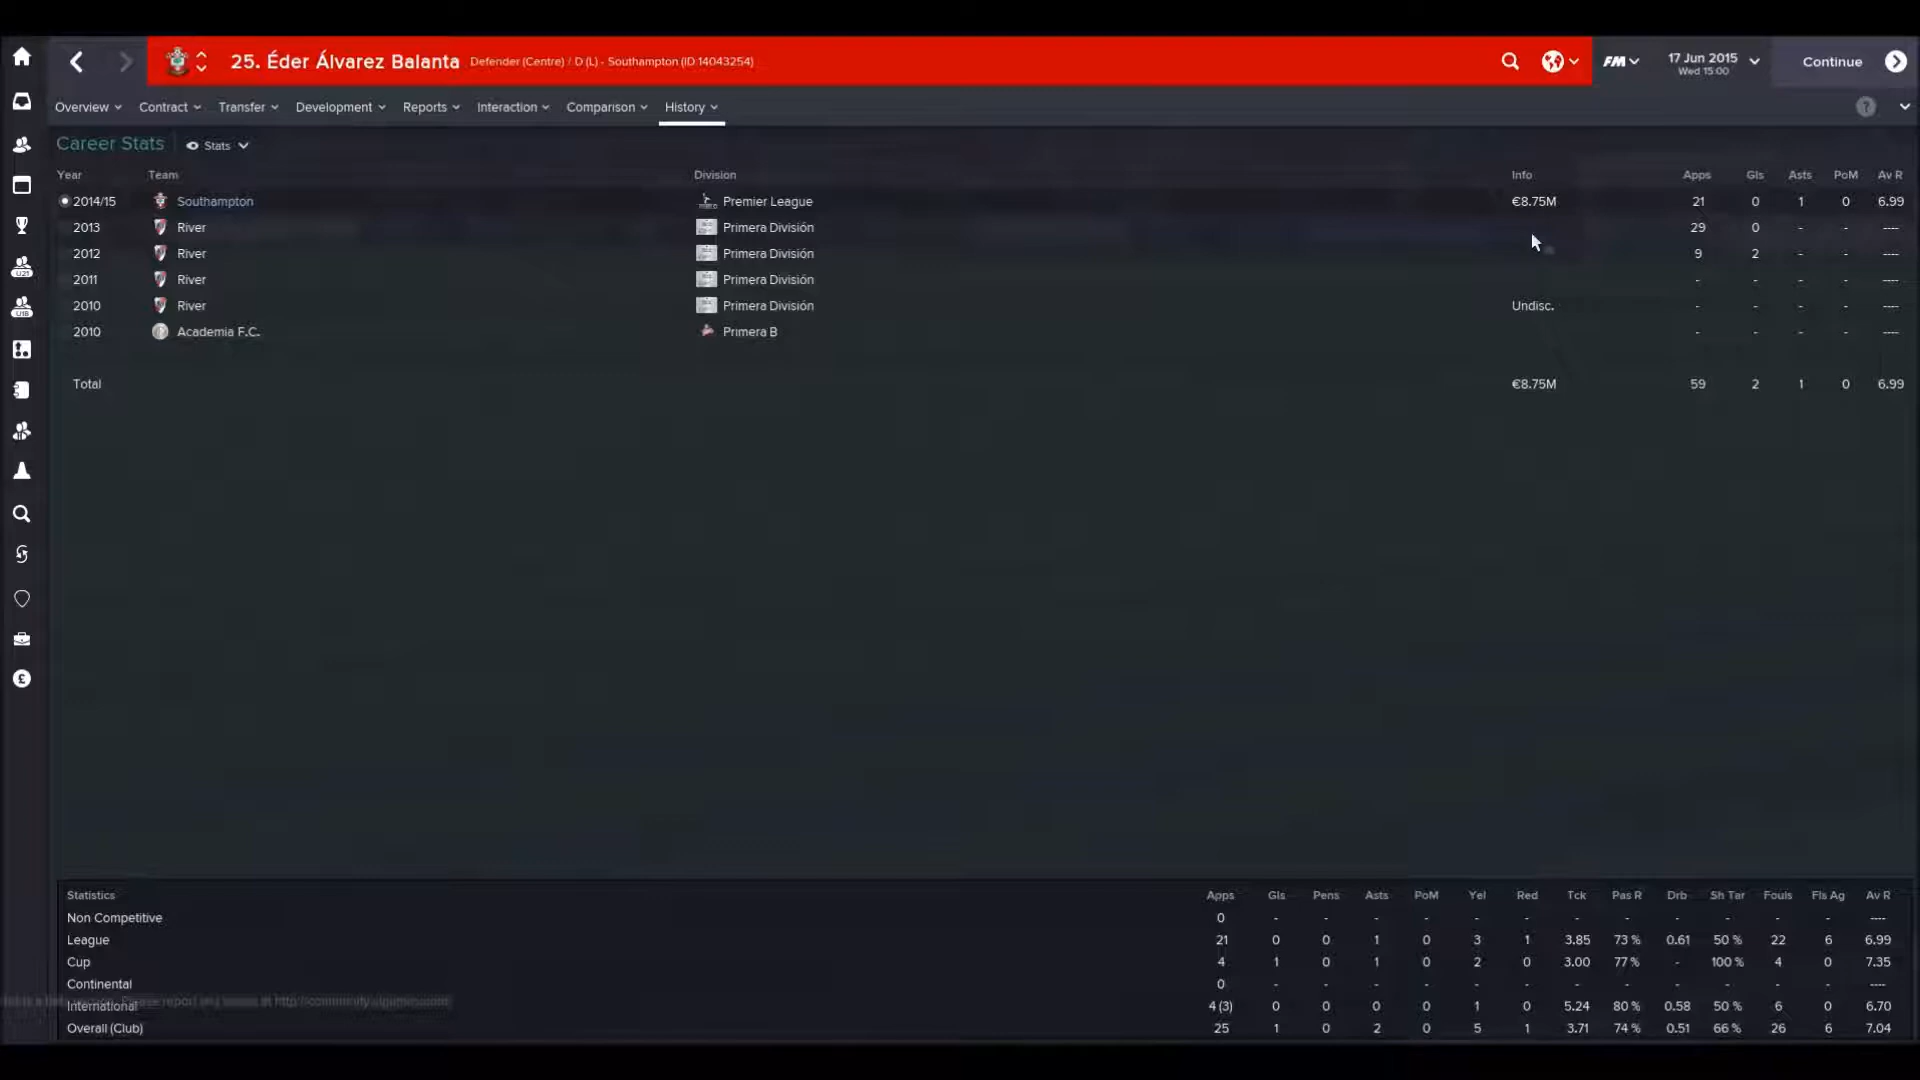 25. Éder Álvarez Balanta Defender (Centre) / D (L) - Southampton (ID:14043254) FM 17 Jun 2015 Continue
Wed 15:00
Overview Contract Transfer Development Reports Interaction Comparison History ?
Career Stats Stats
Year Team Division Info Apps Gls Asts PoM Av R
2014/15 Southampton Premier League €8.75M 21 0 1 0 6.99
2013 River Primera División 29 0 - - ----
2012 River Primera División 9 2 - - ----
2011 River Primera División - - - - ----
2010 River Primera División Undisc. - - - - ----
2010 Academia F.C. Primera B - - - - ----
Total €8.75M 59 2 1 0 6.99
U21
U18
£
Statistics Apps Gls Pens Asts PoM Yel Red Tck Pas R Drb Sh Tar Fouls Fls Ag Av R
Non Competitive 0 - - - - - - - - - - - - ----
League 21 0 0 1 0 3 1 3.85 73 % 0.61 50 % 22 6 6.99
Cup 4 1 0 1 0 2 0 3.00 77 % - 100 % 4 0 7.35
Continental 0 - - - - - - - - - - - - ----
International 4 (3) 0 0 0 0 1 0 5.24 80 % 0.58 50 % 6 0 6.70
Overall (Club) 25 1 0 2 0 5 1 3.71 74 % 0.51 66 % 26 6 7.04